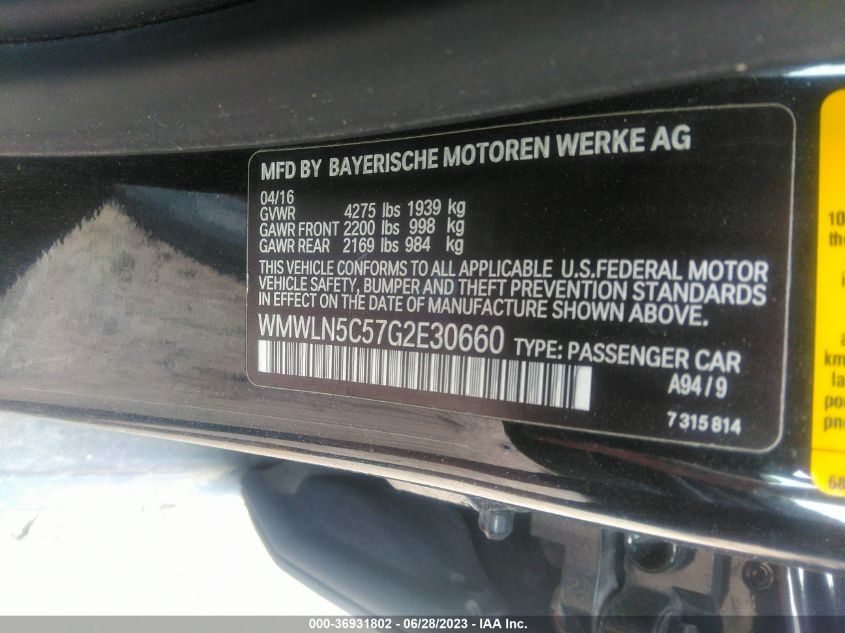 MFD BY BAYERISCHE MOTOREN WERKE AG
04/16
GVWR 4275 lbs 1939 kg
GAWR FRONT 2200 lbs 998 kg
GAWR REAR 2169 lbs 984 kg
THIS VEHICLE CONFORMS TO ALL APPLICABLE U.S.FEDERAL MOTOR
VEHICLE SAFETY, BUMPER AND THEFT PREVENTION STANDARDS
IN EFFECT ON THE DATE OF MANUFACTURE SHOWN ABOVE.
WMWLN5C57G2E30660 TYPE: PASSENGER CAR
A94/9
7 315 814
000-36931802 - 06/28/2023 - IAA Inc.